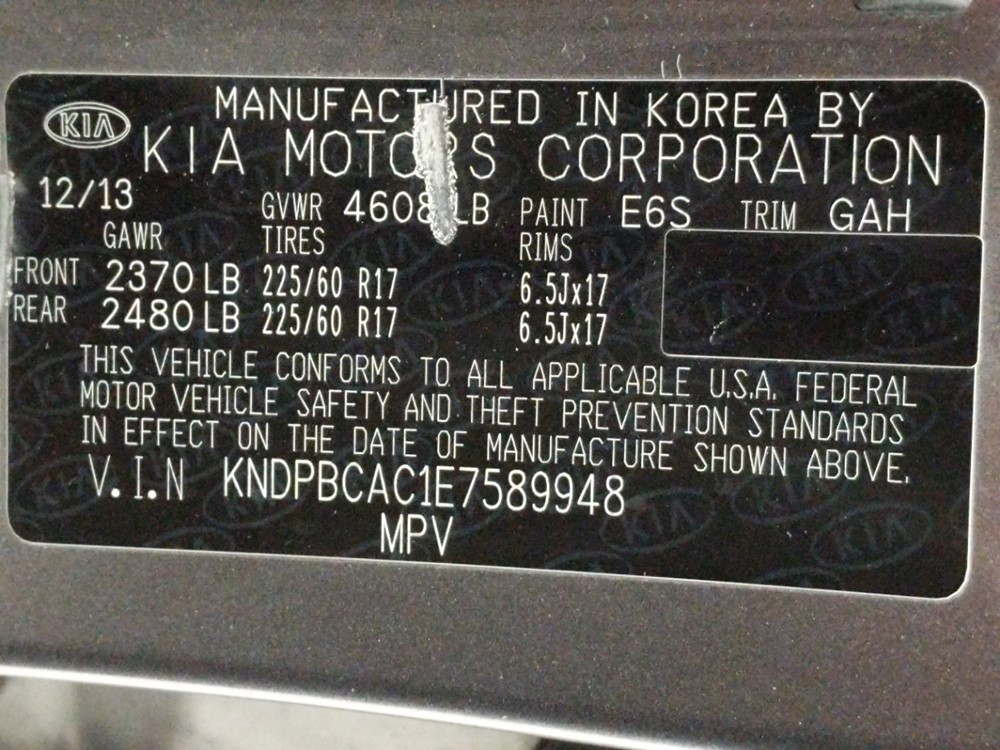 KIA MANUFACTURED IN KOREA BY
KIA MOTORS CORPORATION
12/13 GVWR 4608 LB PAINT E6S TRIM GAH
GAWR TIRES RIMS
FRONT 2370 LB 225/60 R17 6.5Jx17
REAR 2480 LB 225/60 R17 6.5Jx17
THIS VEHICLE CONFORMS TO ALL APPLICABLE U.S.A. FEDERAL
MOTOR VEHICLE SAFETY AND THEFT PREVENTION STANDARDS
IN EFFECT ON THE DATE OF MANUFACTURE SHOWN ABOVE.
V.I.N KNDPBCAC1E7589948
MPV